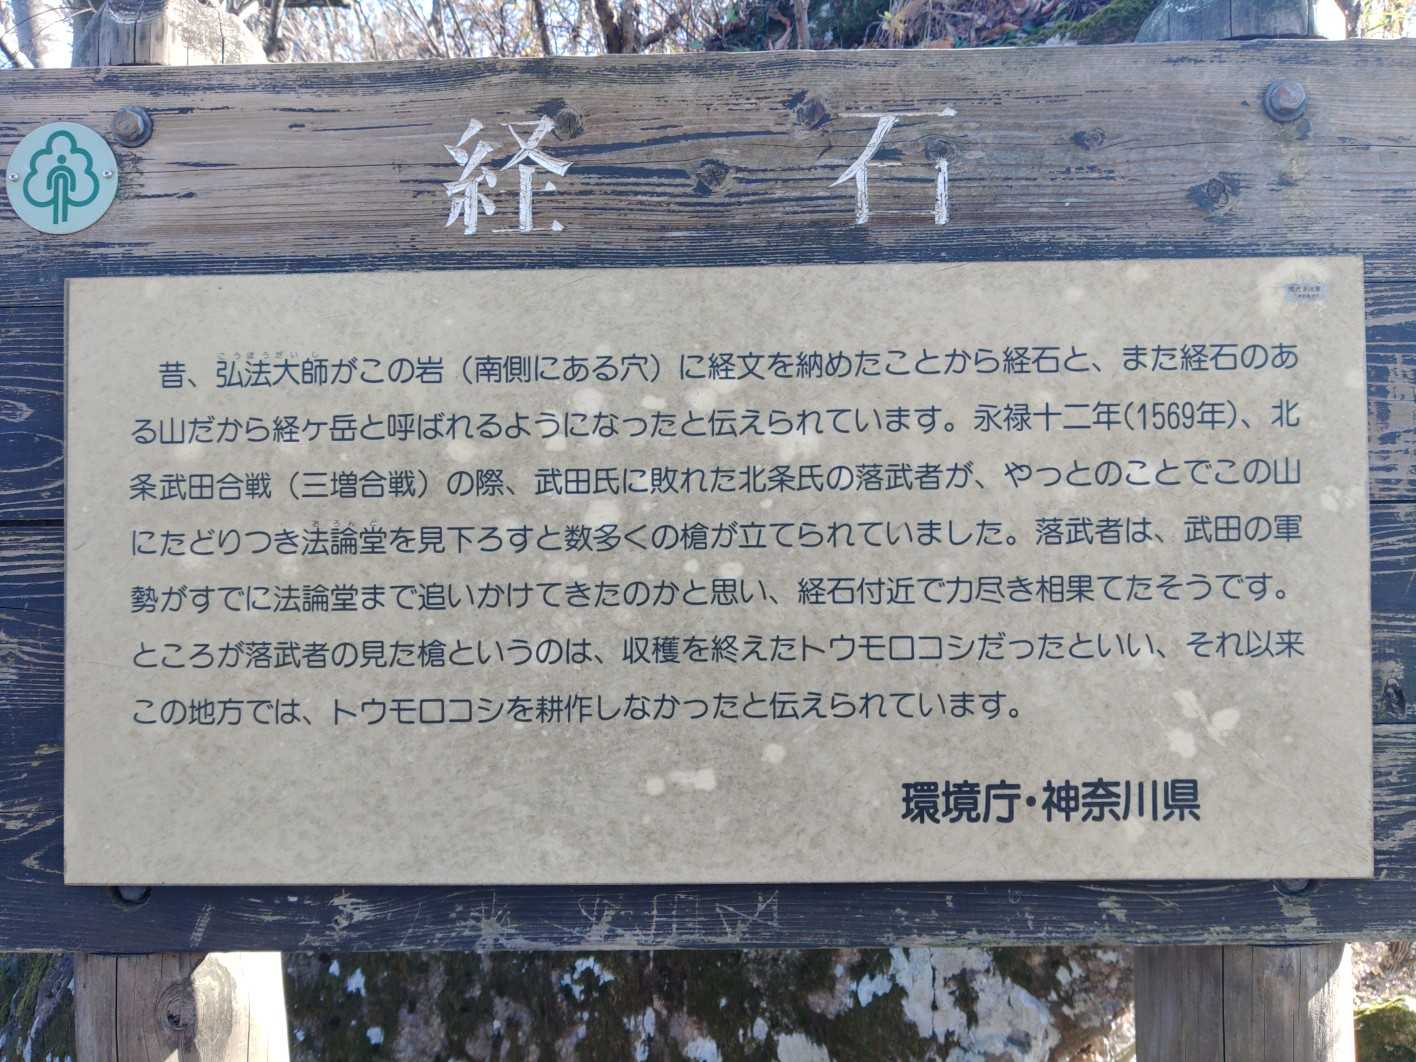 経石
昔、弘法大師がこの岩（南側にある穴）に経文を納めたことから経石と、また経石のあ
る山だから経ケ岳と呼ばれるようになったと伝えられています。永禄十二年(1569年)、北
条武田合戦（三増合戦）の際、武田氏に敗れた北条氏の落武者が、やっとのことでこの山
にたどりつき法論堂を見下ろすと数多くの槍が立てられていました。落武者は、武田の軍
勢がすでに法論堂まで追いかけてきたのかと思い、経石付近で力尽き相果てたそうです。
ところが落武者の見た槍というのは、収穫を終えたトウモロコシだったといい、それ以来
この地方では、トウモロコシを耕作しなかったと伝えられています。
環境庁・神奈川県